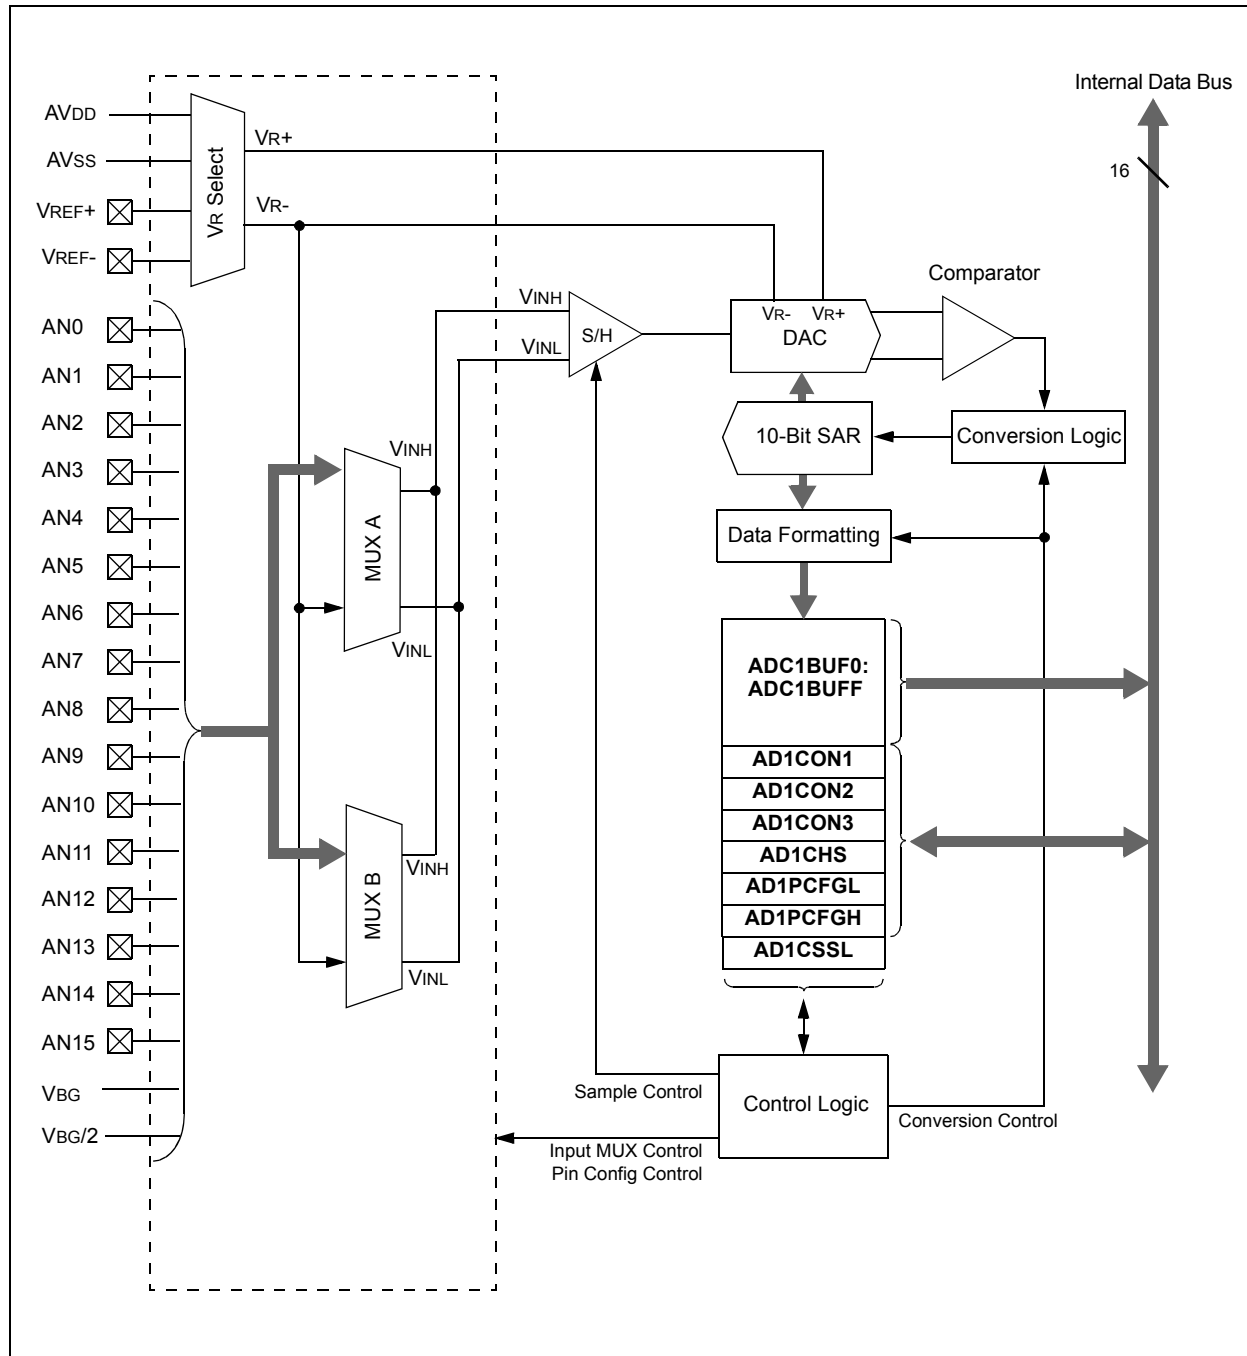 Internal Data Bus
16
AVDD
AVSS
VREF+
VREF-
VR Select
VR+
VR-
AN0
AN1
AN2
AN3
AN4
AN5
AN6
AN7
AN8
AN9
AN10
AN11
AN12
AN13
AN14
AN15
VBG
VBG/2
MUX A
VINH
VINL
MUX B
VINH
VINL
VINH
VINL
S/H
VR- VR+
DAC
Comparator
10-Bit SAR
Conversion Logic
Data Formatting
ADC1BUF0:
ADC1BUFF
AD1CON1
AD1CON2
AD1CON3
AD1CHS
AD1PCFGL
AD1PCFGH
AD1CSSL
Control Logic
Sample Control
Conversion Control
Input MUX Control
Pin Config Control